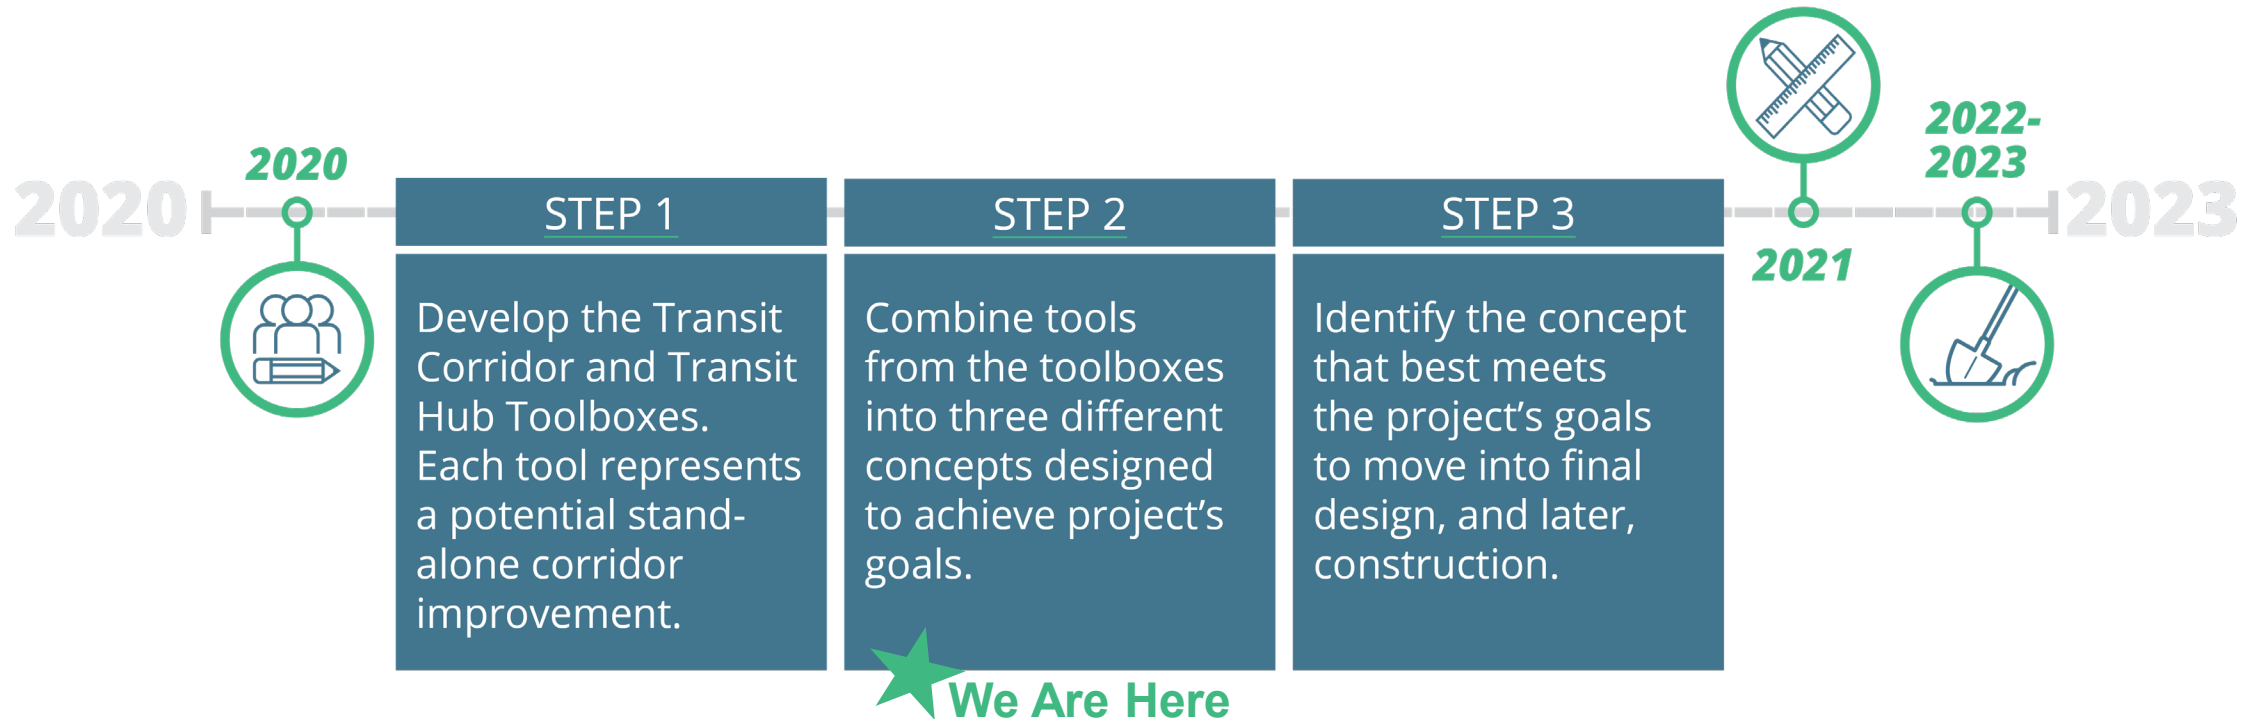 2020
2020
STEP 1
Develop the Transit
Corridor and Transit
Hub Toolboxes.
Each tool represents
a potential stand-
alone corridor
improvement.
STEP 2
Combine tools
from the toolboxes
into three different
concepts designed
to achieve project’s
goals.
We Are Here
STEP 3
Identify the concept
that best meets
the project’s goals
to move into final
design, and later,
construction.
2021
2022-
2023
2023